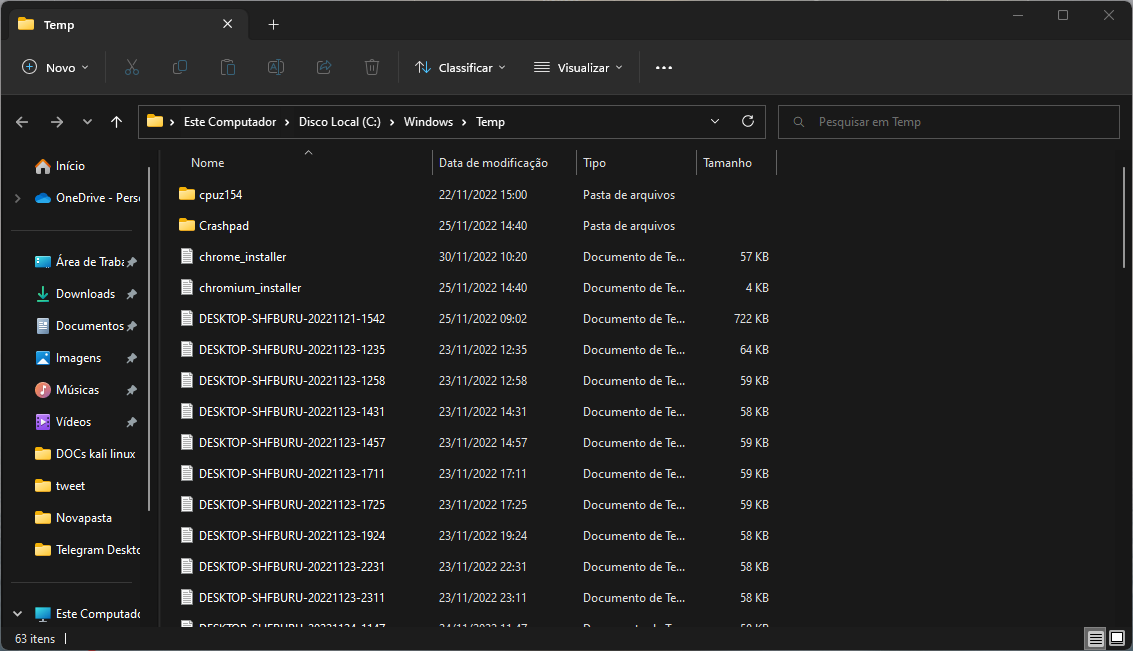 Temp
Novo
Classificar
Visualizar
Este Computador
Disco Local (C:)
Windows
Temp
Pesquisar em Temp
Início
OneDrive - Pers
Área de Traba
Downloads
Documentos
Imagens
Músicas
Vídeos
DOCs kali linux
tweet
Novapasta
Telegram Deskto
Este Computado
Nome Data de modificação Tipo Tamanho
cpuz154 22/11/2022 15:00 Pasta de arquivos
Crashpad 25/11/2022 14:40 Pasta de arquivos
chrome_installer 30/11/2022 10:20 Documento de Te... 57 KB
chromium_installer 25/11/2022 14:40 Documento de Te... 4 KB
DESKTOP-SHFBURU-20221121-1542 25/11/2022 09:02 Documento de Te... 722 KB
DESKTOP-SHFBURU-20221123-1235 23/11/2022 12:35 Documento de Te... 64 KB
DESKTOP-SHFBURU-20221123-1258 23/11/2022 12:58 Documento de Te... 59 KB
DESKTOP-SHFBURU-20221123-1431 23/11/2022 14:31 Documento de Te... 58 KB
DESKTOP-SHFBURU-20221123-1457 23/11/2022 14:57 Documento de Te... 59 KB
DESKTOP-SHFBURU-20221123-1711 23/11/2022 17:11 Documento de Te... 59 KB
DESKTOP-SHFBURU-20221123-1725 23/11/2022 17:25 Documento de Te... 59 KB
DESKTOP-SHFBURU-20221123-1924 23/11/2022 19:24 Documento de Te... 58 KB
DESKTOP-SHFBURU-20221123-2231 23/11/2022 22:31 Documento de Te... 58 KB
DESKTOP-SHFBURU-20221123-2311 23/11/2022 23:11 Documento de Te... 58 KB
63 itens